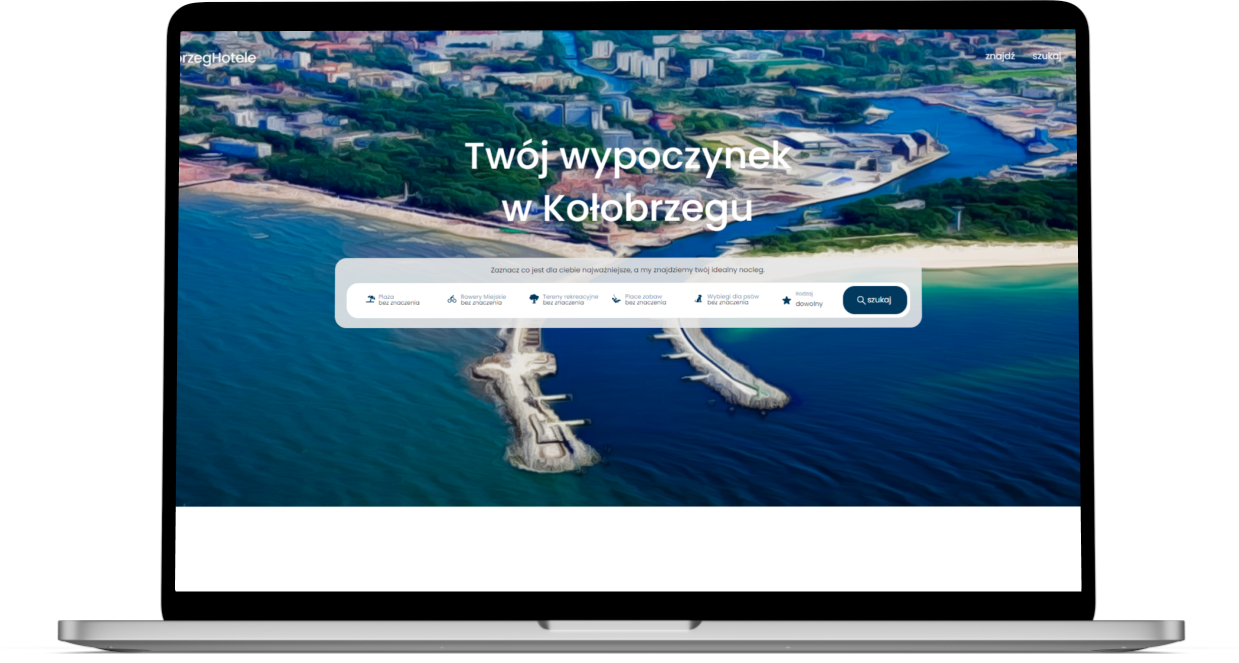 rzegHotele
znajdź szukaj
Twój wypoczynek
w Kołobrzegu
Zaznacz co jest dla ciebie najważniejsze, a my znajdziemy twój idealny nocleg.
Plaża
bez znaczenia
Rowery Miejskie
bez znaczenia
Tereny rekreacyjne
bez znaczenia
Place zabaw
bez znaczenia
Wybiegi dla psów
bez znaczenia
Rodzaj
dowolny
szukaj